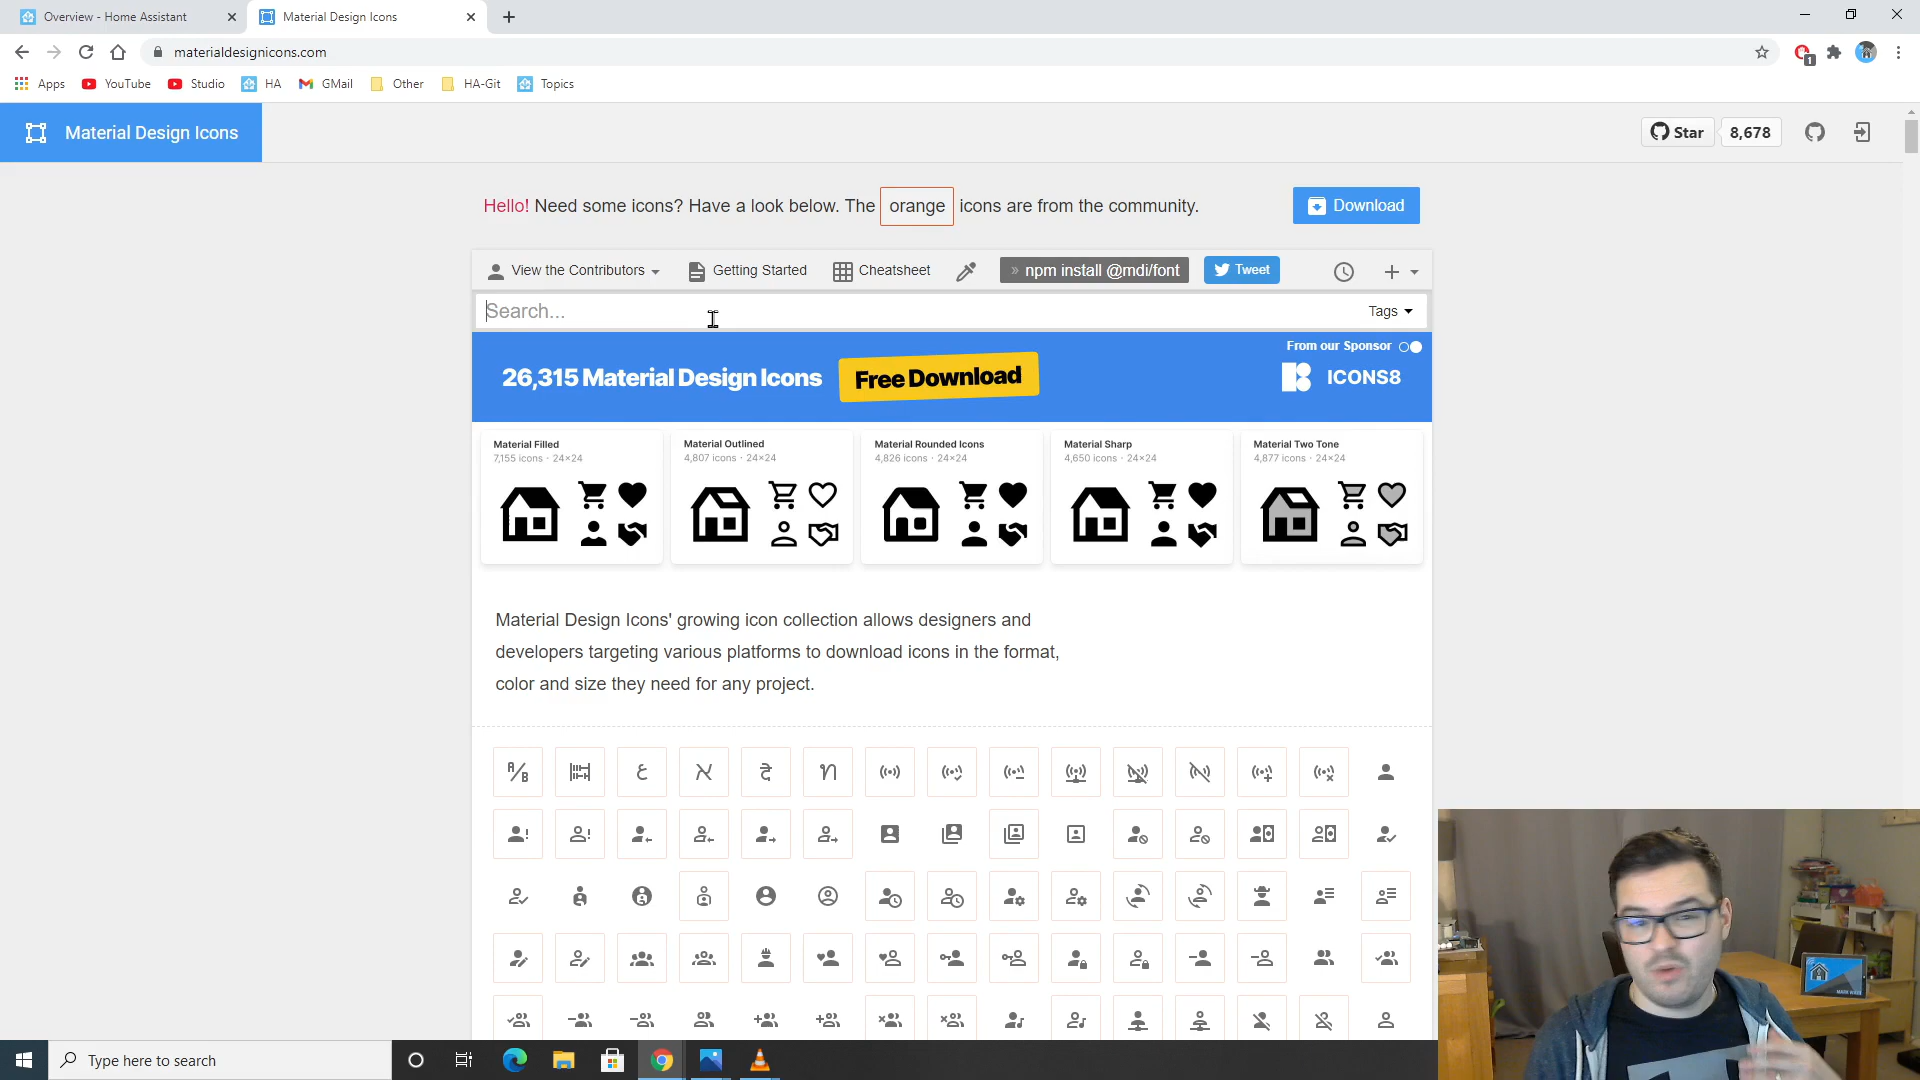 Overview - Home Assistant
Material Design Icons
materialdesignicons.com
1
Apps
YouTube
Studio
HA
GMail
Other
HA-Git
Topics
Material Design Icons
Star
8,678
Hello! Need some icons? Have a look below. The orange icons are from the community.
Download
View the Contributors
Getting Started
Cheatsheet
» npm install @mdi/font
Tweet
Search...
Tags
26,315 Material Design Icons
Free Download
From our Sponsor
ICONS8
Material Filled
7,155 icons · 24×24
Material Outlined
4,807 icons · 24×24
Material Rounded Icons
4,826 icons · 24×24
Material Sharp
4,650 icons · 24×24
Material Two Tone
4,877 icons · 24×24
Material Design Icons' growing icon collection allows designers and
developers targeting various platforms to download icons in the format,
color and size they need for any project.
Type here to search